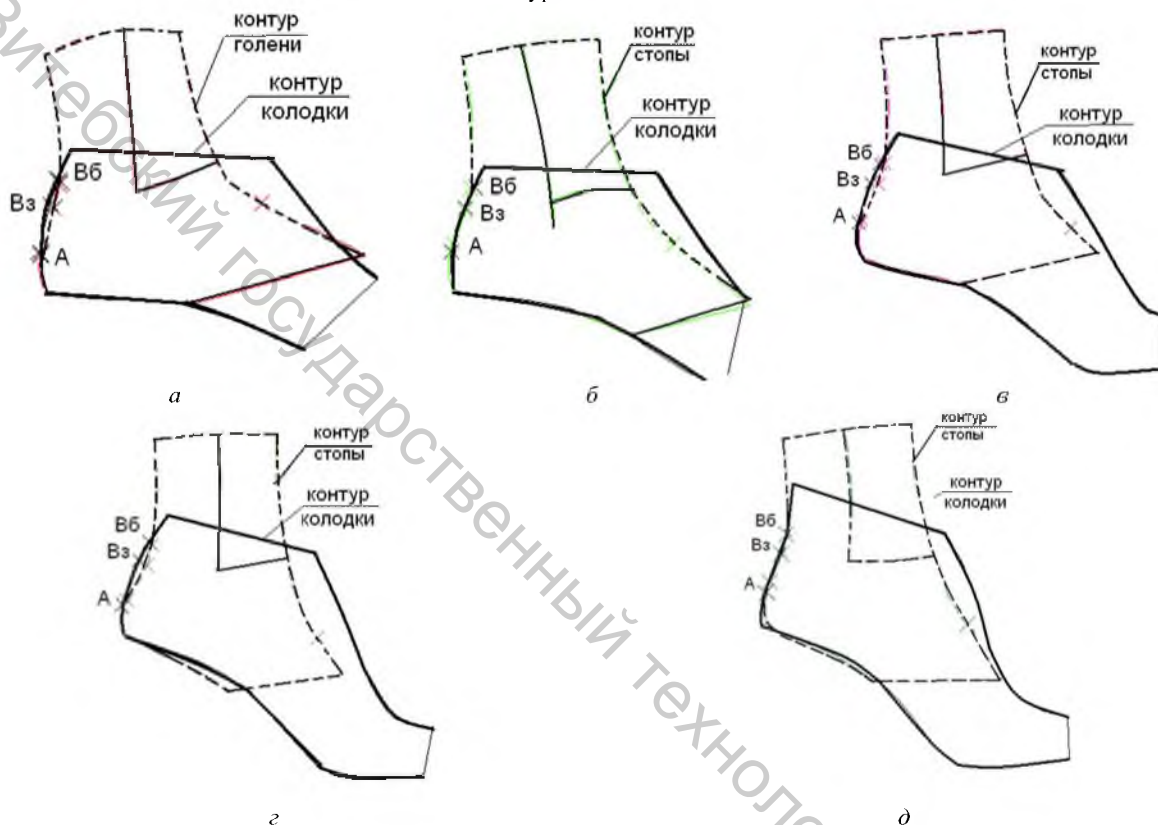 контур
голени
контур
колодки
Вб
Вз
А
а
контур
стопы
контур
колодки
Вб
Вз
А
б
контур
стопы
контур
колодки
Вб
Вз
А
в
контур
стопы
контур
колодки
Вб
Вз
А
г
контур
стопы
контур
колодки
Вб
Вз
А
д
Витебский государственный техноло